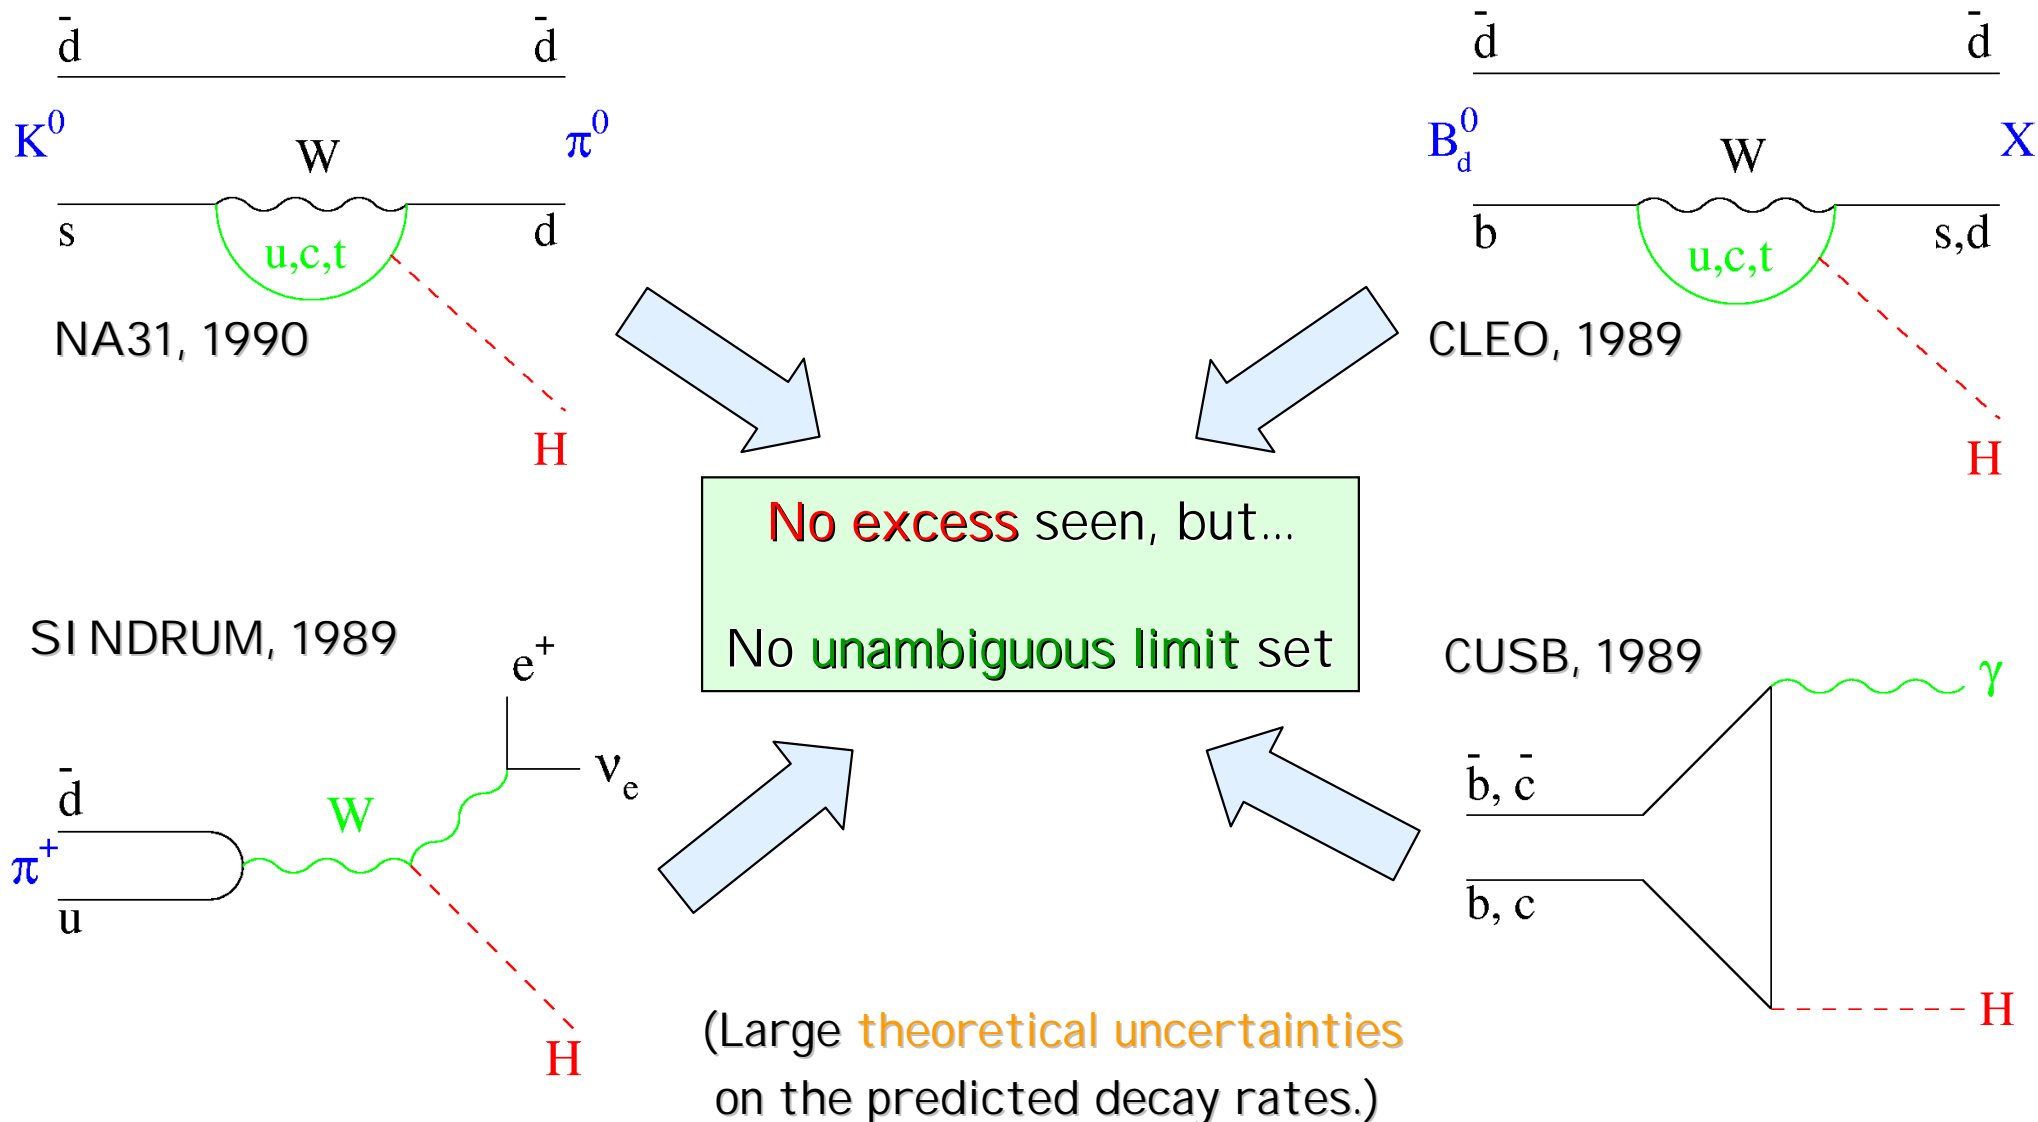 d̄ d̄
K⁰ π⁰
W
s d
u,c,t
NA31, 1990
H
d̄ d̄
B⁰d X
W
b s,d
u,c,t
CLEO, 1989
H
No excess seen, but...
No unambiguous limit set
SINDRUM, 1989
e⁺
νe
d̄
W
π⁺
u
H
CUSB, 1989
γ
b̄, c̄
b, c
H
(Large theoretical uncertainties
on the predicted decay rates.)